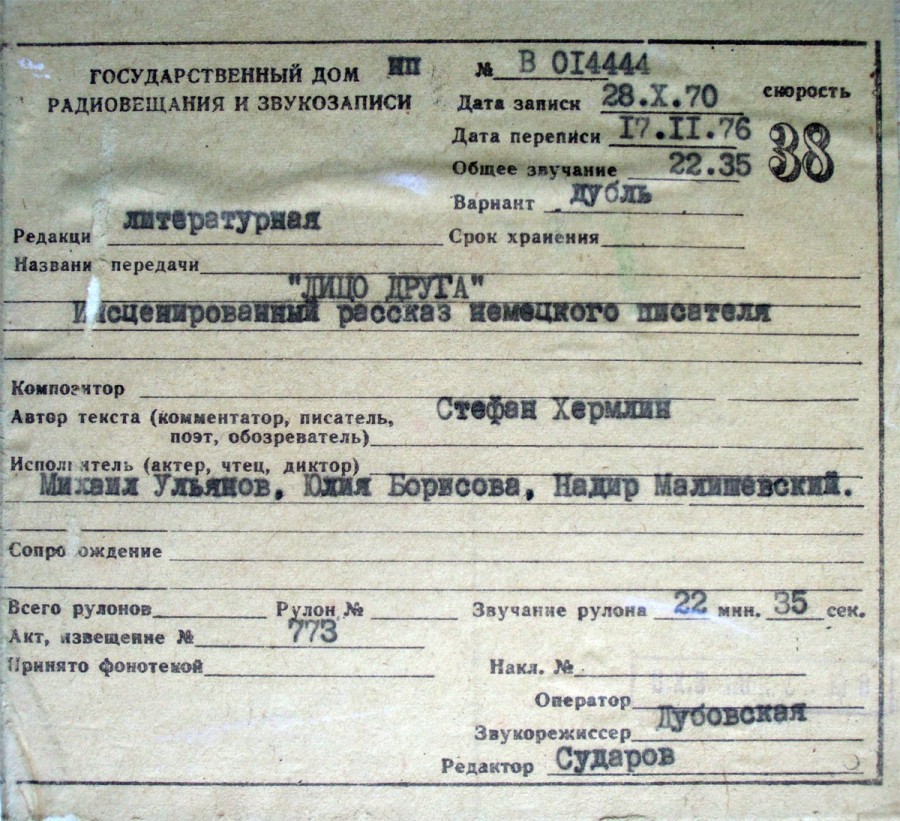 ГОСУДАРСТВЕННЫЙ ДОМ ИП № В 014444
РАДИОВЕЩАНИЯ И ЗВУКОЗАПИСИ Дата записи 28.X.70 скорость
Дата переписи 17.II.76 38
Общее звучание 22.35
Вариант дубль
Редакци литературная Срок хранения
Названи передачи
"ЛИЦО ДРУГА"
Инсценированный рассказ немецкого писателя
Композитор
Автор текста (комментатор, писатель, Стефан Хермлин
поэт, обозреватель)
Исполнитель (актер, чтец, диктор)
Михаил Ульянов, Юлия Борисова, Надир Малишевский.
Сопровождение
Всего рулонов Рулон № Звучание рулона 22 мин. 35 сек.
Акт, извещение № 773
Принято фонотекой Накл. №
Оператор
Звукорежиссер Дубовская
Редактор Сударов